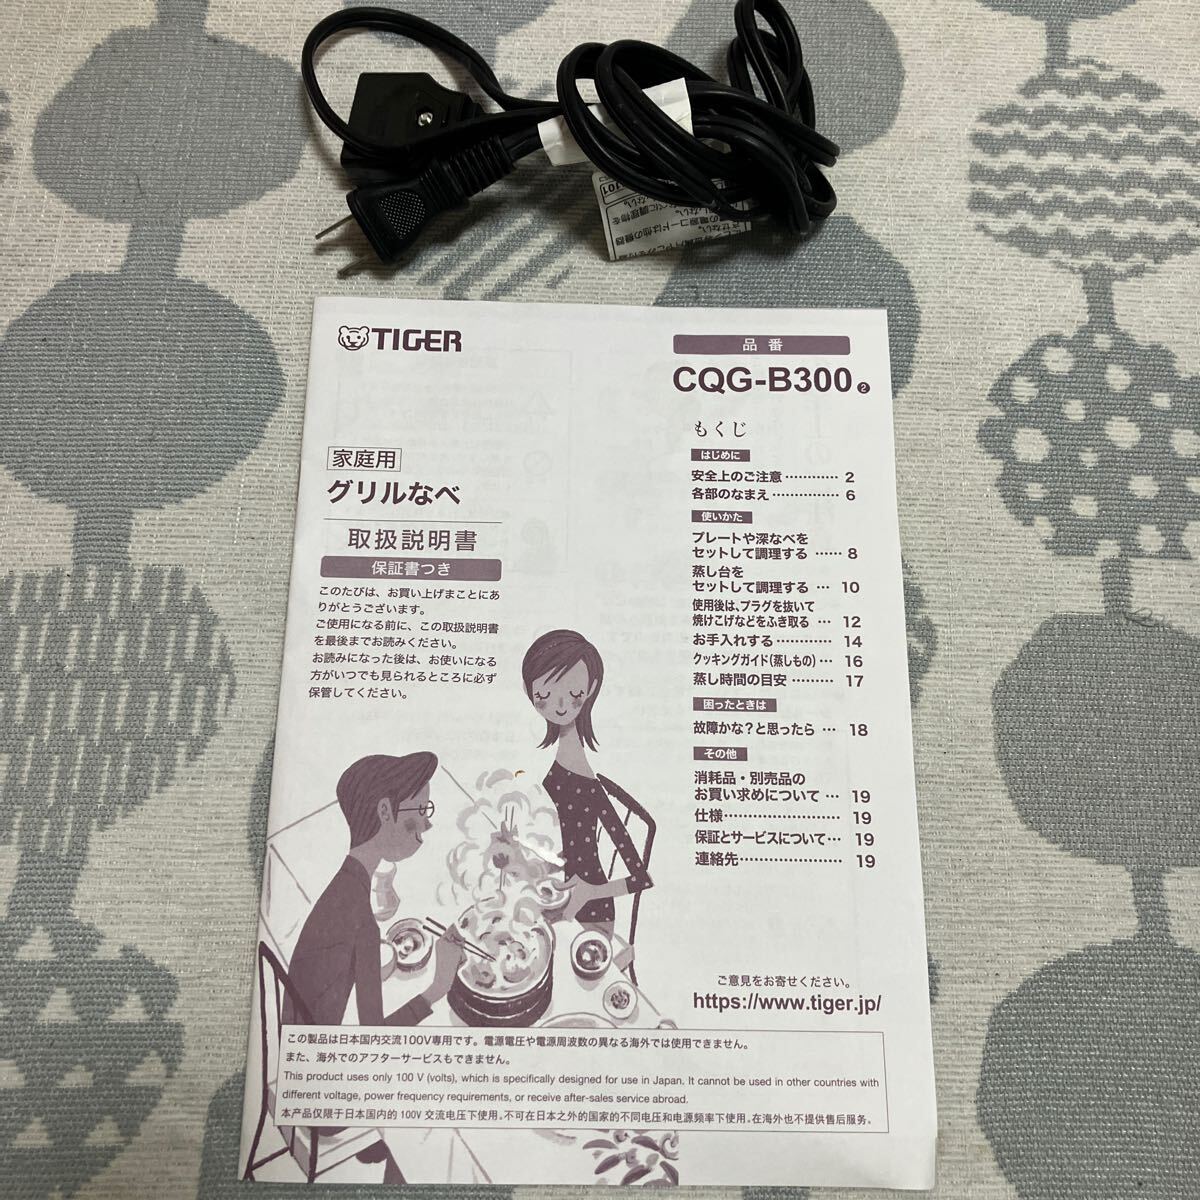 TIGER
品番
CQG-B300 ❷
家庭用
グリルなべ
取扱説明書
保証書つき
このたびは、お買い上げまことにあ
りがとうございます。
ご使用になる前に、この取扱説明書
を最後までお読みください。
お読みになった後は、お使いになる
方がいつでも見られるところに必ず
保管してください。
もくじ
はじめに
安全上のご注意 ………… 2
各部のなまえ …………… 6
使いかた
プレートや深なべを
セットして調理する …… 8
蒸し台を
セットして調理する … 10
使用後は、プラグを抜いて
焼けこげなどをふき取る … 12
お手入れする ………… 14
クッキングガイド(蒸しもの) … 16
蒸し時間の目安 ……… 17
困ったときは
故障かな？と思ったら … 18
その他
消耗品・別売品の
お買い求めについて … 19
仕様…………………… 19
保証とサービスについて… 19
連絡先………………… 19
ご意見をお寄せください。
https://www.tiger.jp/
この製品は日本国内交流100V専用です。電源電圧や電源周波数の異なる海外では使用できません。
また、海外でのアフターサービスもできません。
This product uses only 100 V (volts), which is specifically designed for use in Japan. It cannot be used in other countries with
different voltage, power frequency requirements, or receive after-sales service abroad.
本产品仅限于日本国内的 100V 交流电压下使用。不可在日本之外的国家的不同电压和电源频率下使用。在海外也不提供售后服务。